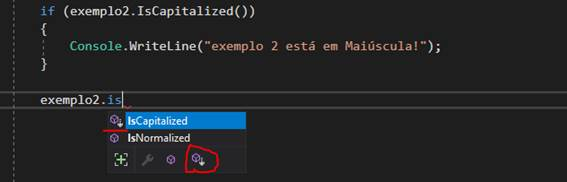 if (exemplo2.IsCapitalized())
{
Console.WriteLine("exemplo 2 está em Maiúscula!");
}
exemplo2.is
IsCapitalized
IsNormalized